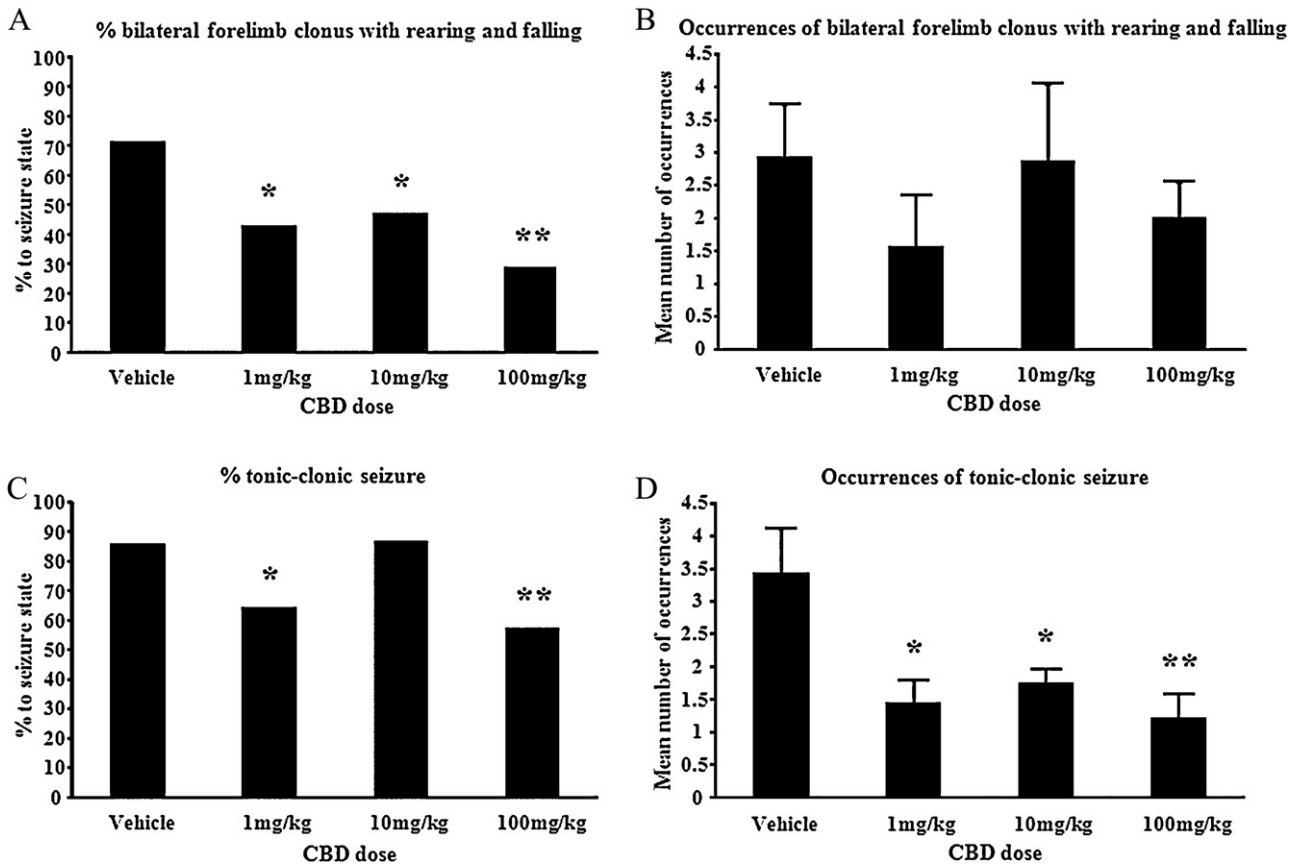 A
% bilateral forelimb clonus with rearing and falling
% to seizure state
100
90
80
70
60
50
40
30
20
10
0
*
*
**
Vehicle 1mg/kg 10mg/kg 100mg/kg
CBD dose
B
Occurrences of bilateral forelimb clonus with rearing and falling
Mean number of occurrences
4.5
4
3.5
3
2.5
2
1.5
1
0.5
0
Vehicle 1mg/kg 10mg/kg 100mg/kg
CBD dose
C
% tonic-clonic seizure
% to seizure state
100
90
80
70
60
50
40
30
20
10
0
*
**
Vehicle 1mg/kg 10mg/kg 100mg/kg
CBD dose
D
Occurrences of tonic-clonic seizure
Mean number of occurrences
4.5
4
3.5
3
2.5
2
1.5
1
0.5
0
*
*
**
Vehicle 1mg/kg 10mg/kg 100mg/kg
CBD dose